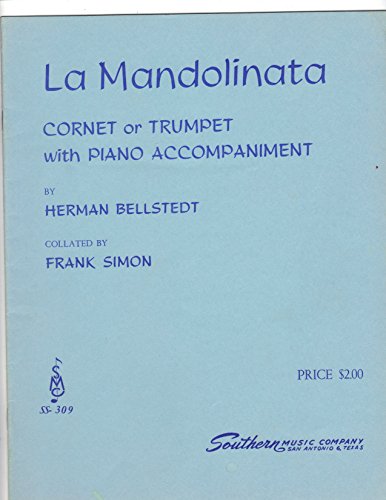 La Mandolinata
CORNET or TRUMPET
with PIANO ACCOMPANIMENT
BY
HERMAN BELLSTEDT
COLLATED BY
FRANK SIMON
SMC
SS-309
PRICE $2.00
Southern MUSIC COMPANY
SAN ANTONIO 6, TEXAS